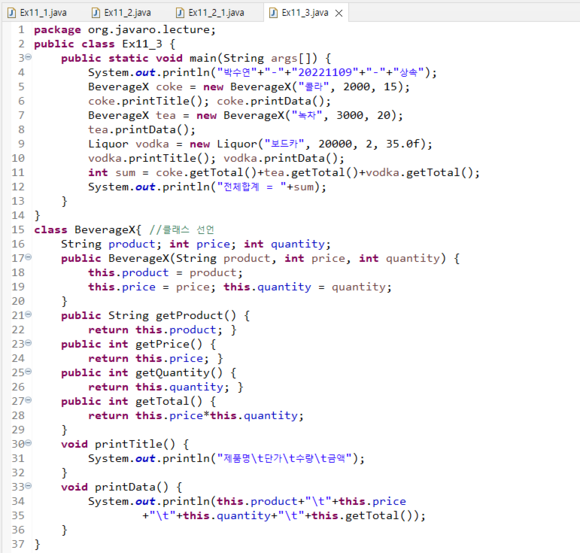 Ex11_1.java Ex11_2.java Ex11_2_1.java Ex11_3.java
1 package org.javaro.lecture;
2 public class Ex11_3 {
3 public static void main(String args[]) {
4 System.out.println("박수연"+"-"+"20221109"+"-"+"상속");
5 BeverageX coke = new BeverageX("콜라", 2000, 15);
6 coke.printTitle(); coke.printData();
7 BeverageX tea = new BeverageX("녹차", 3000, 20);
8 tea.printData();
9 Liquor vodka = new Liquor("보드카", 20000, 2, 35.0f);
10 vodka.printTitle(); vodka.printData();
11 int sum = coke.getTotal()+tea.getTotal()+vodka.getTotal();
12 System.out.println("전체합계 = "+sum);
13 }
14 }
15 class BeverageX{ //클래스 선언
16 String product; int price; int quantity;
17 public BeverageX(String product, int price, int quantity) {
18 this.product = product;
19 this.price = price; this.quantity = quantity;
20 }
21 public String getProduct() {
22 return this.product; }
23 public int getPrice() {
24 return this.price; }
25 public int getQuantity() {
26 return this.quantity; }
27 public int getTotal() {
28 return this.price*this.quantity;
29 }
30 void printTitle() {
31 System.out.println("제품명\t단가\t수량\t금액");
32 }
33 void printData() {
34 System.out.println(this.product+"\t"+this.price
35 +"\t"+this.quantity+"\t"+this.getTotal());
36 }
37 }